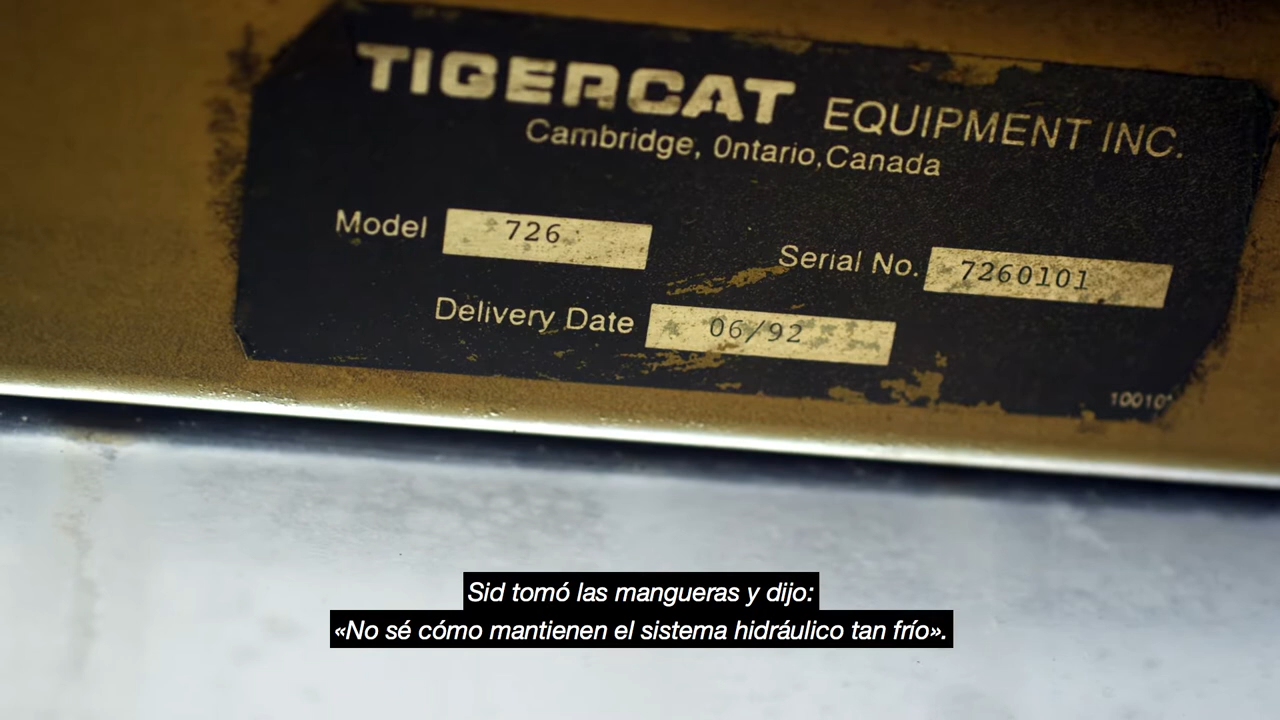 TIGERCAT EQUIPMENT INC.
Cambridge, Ontario, Canada
Model 726
Serial No. 7260101
Delivery Date 06/92
Sid tomó las mangueras y dijo:
«No sé cómo mantienen el sistema hidráulico tan frío».